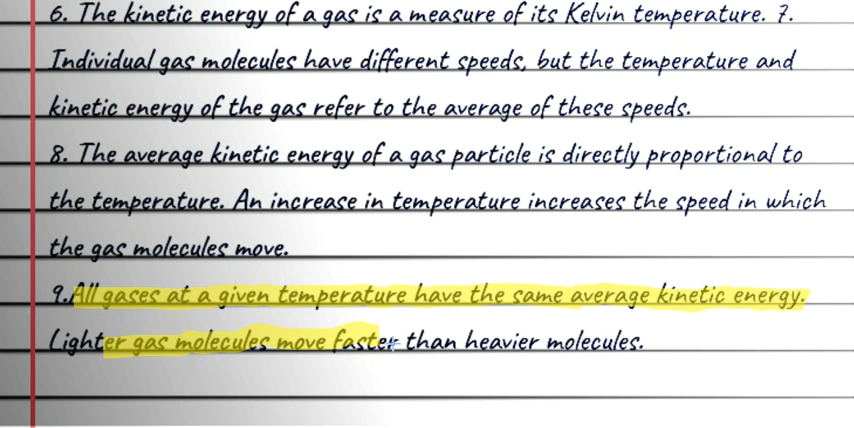 6. The kinetic energy of a gas is a measure of its Kelvin temperature. 7.
Individual gas molecules have different speeds, but the temperature and
kinetic energy of the gas refer to the average of these speeds.
8. The average kinetic energy of a gas particle is directly proportional to
the temperature. An increase in temperature increases the speed in which
the gas molecules move.
9.All gases at a given temperature have the same average kinetic energy.
Lighter gas molecules move faster than heavier molecules.